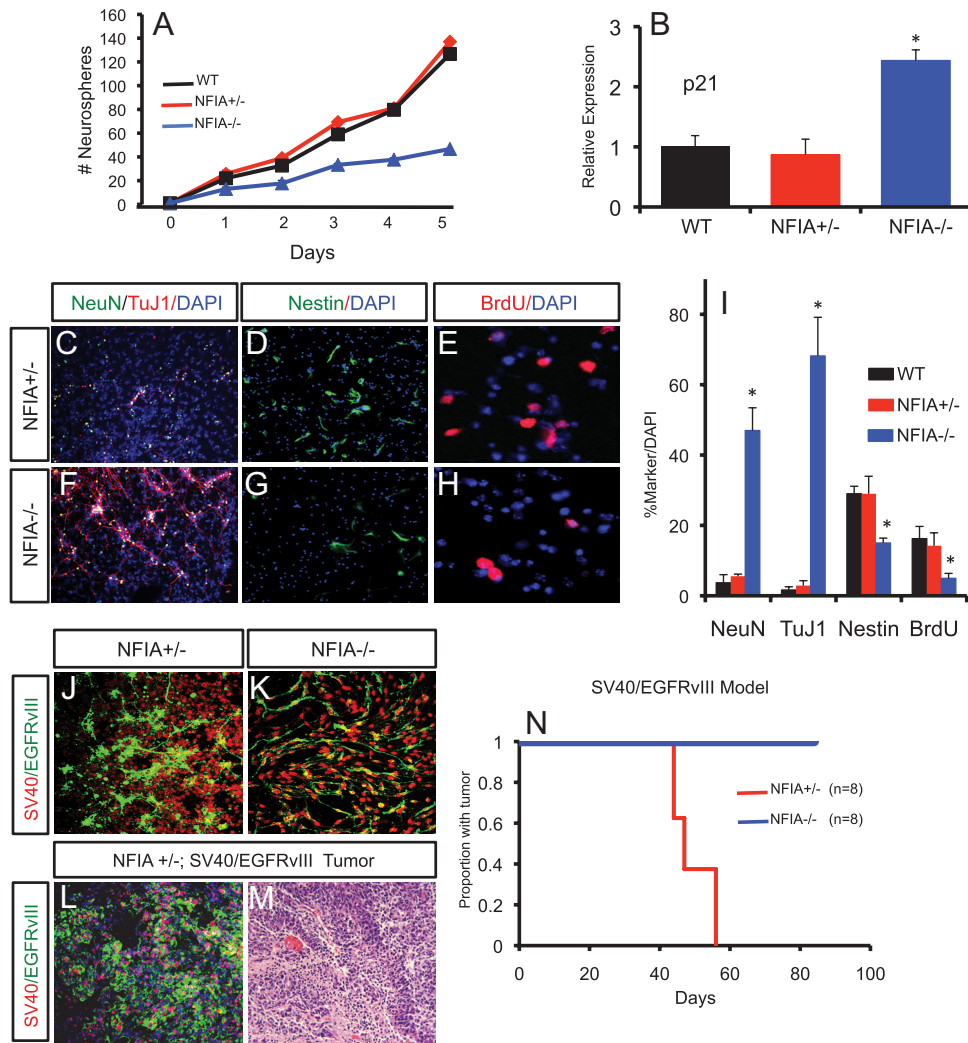 A
160
140
120
100
80
60
40
20
0
# Neurospheres
WT
NFIA+/-
NFIA-/-
0 1 2 3 4 5
Days
B
3
2
1
0
Relative Expression
p21
*
WT NFIA+/- NFIA-/-
NeuN/TuJ1/DAPI
Nestin/DAPI
BrdU/DAPI
NFIA+/-
C
D
E
NFIA-/-
F
G
H
I
80
60
40
20
0
%Marker/DAPI
*
*
*
*
WT
NFIA+/-
NFIA-/-
NeuN TuJ1 Nestin BrdU
NFIA+/-
NFIA-/-
SV40/EGFRvIII
J
K
NFIA +/-; SV40/EGFRvIII Tumor
SV40/EGFRvIII
L
M
SV40/EGFRvIII Model
N
1
0.8
0.6
0.4
0.2
0
Proportion with tumor
NFIA+/- (n=8)
NFIA-/- (n=8)
0 20 40 60 80 100
Days